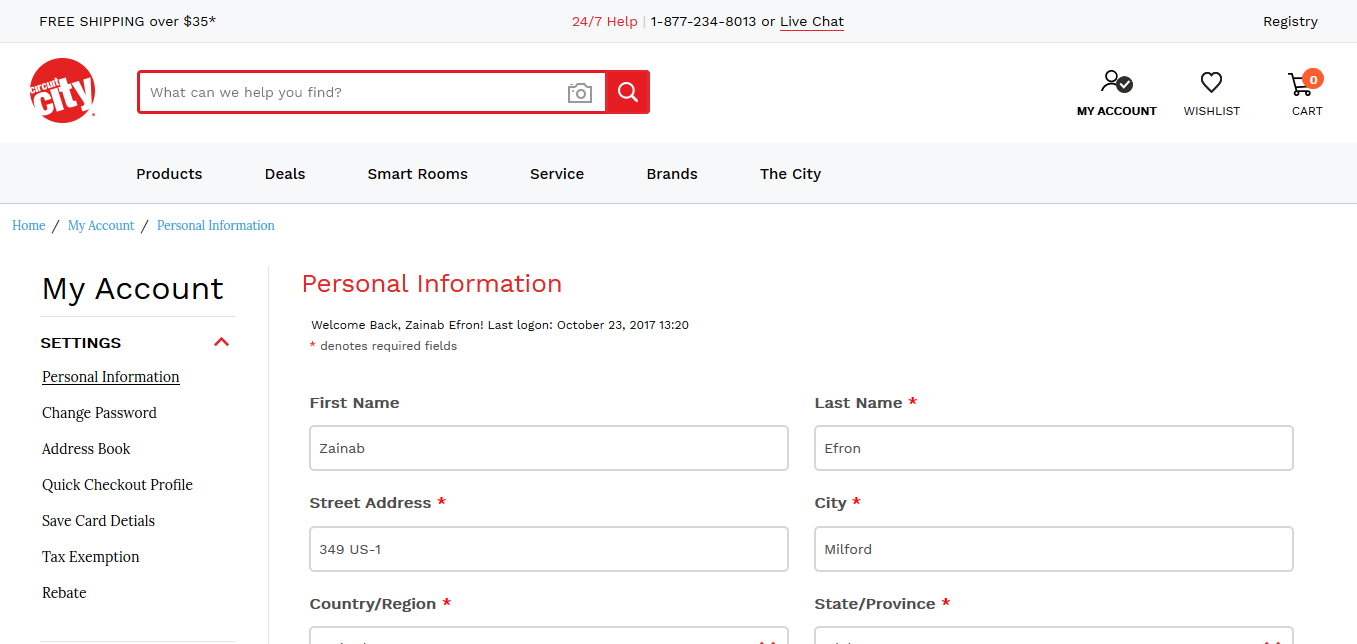 FREE SHIPPING over $35*
24/7 Help | 1-877-234-8013 or Live Chat
Registry
circuit
city
What can we help you find?
MY ACCOUNT
WISHLIST
0
CART
Products
Deals
Smart Rooms
Service
Brands
The City
Home / My Account / Personal Information
My Account
SETTINGS
Personal Information
Change Password
Address Book
Quick Checkout Profile
Save Card Detials
Tax Exemption
Rebate
Personal Information
Welcome Back, Zainab Efron! Last logon: October 23, 2017 13:20
* denotes required fields
First Name
Last Name *
Zainab
Efron
Street Address *
City *
349 US-1
Milford
Country/Region *
State/Province *